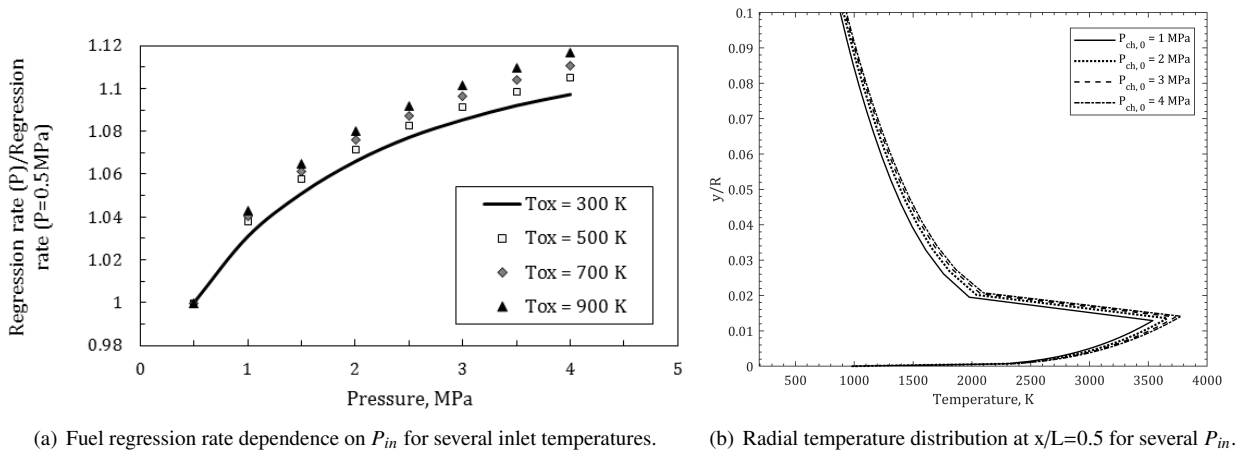 Regression rate (P)/Regression
rate (P=0.5MPa)
1.12
1.1
1.08
1.06
1.04
1.02
1
0.98
0
1
2
3
4
5
Pressure, MPa
Tox = 300 K
Tox = 500 K
Tox = 700 K
Tox = 900 K
(a) Fuel regression rate dependence on P_in for several inlet temperatures.
y/R
0.1
0.09
0.08
0.07
0.06
0.05
0.04
0.03
0.02
0.01
0
500
1000
1500
2000
2500
3000
3500
4000
Temperature, K
P_ch, 0 = 1 MPa
P_ch, 0 = 2 MPa
P_ch, 0 = 3 MPa
P_ch, 0 = 4 MPa
(b) Radial temperature distribution at x/L=0.5 for several P_in.